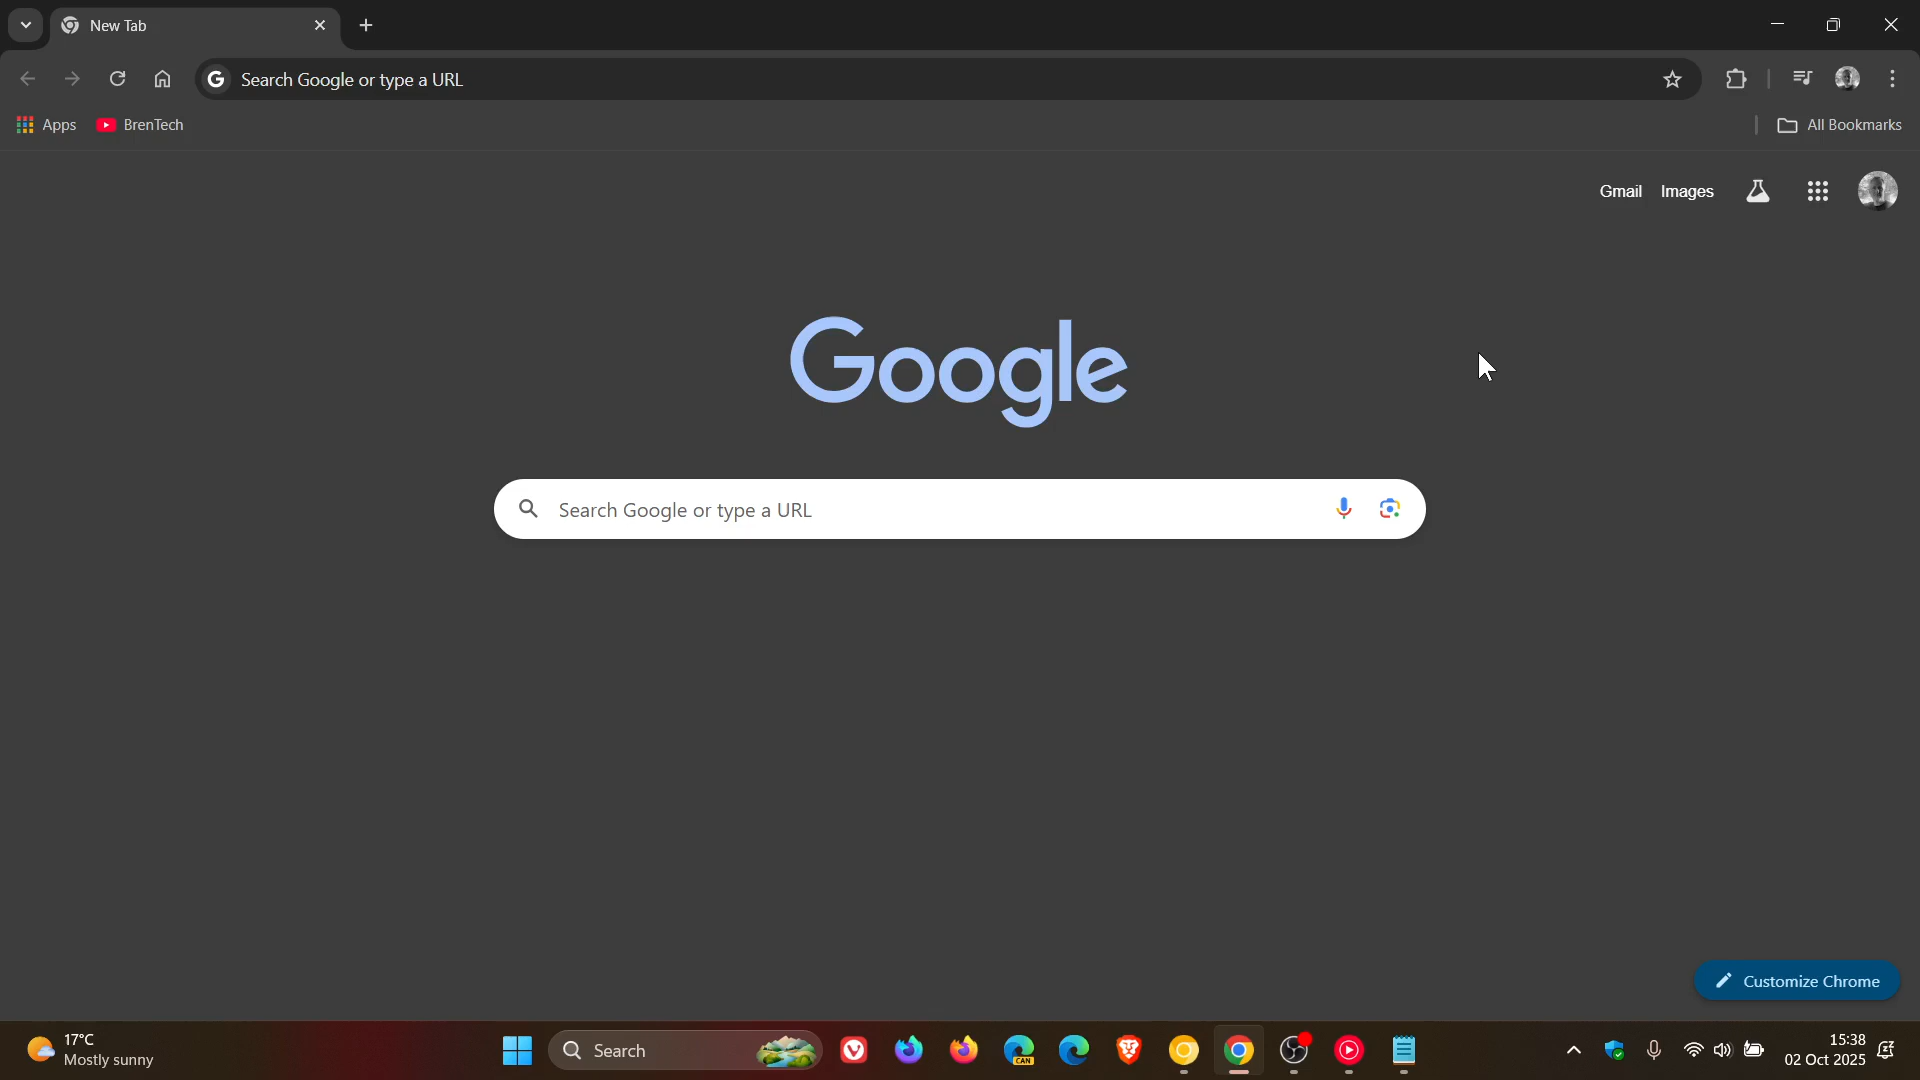 New Tab
Search Google or type a URL
Apps
BrenTech
All Bookmarks
Gmail
Images
Google
Search Google or type a URL
Customize Chrome
17°C
Mostly sunny
Search
CAN
15:38
02 Oct 2025